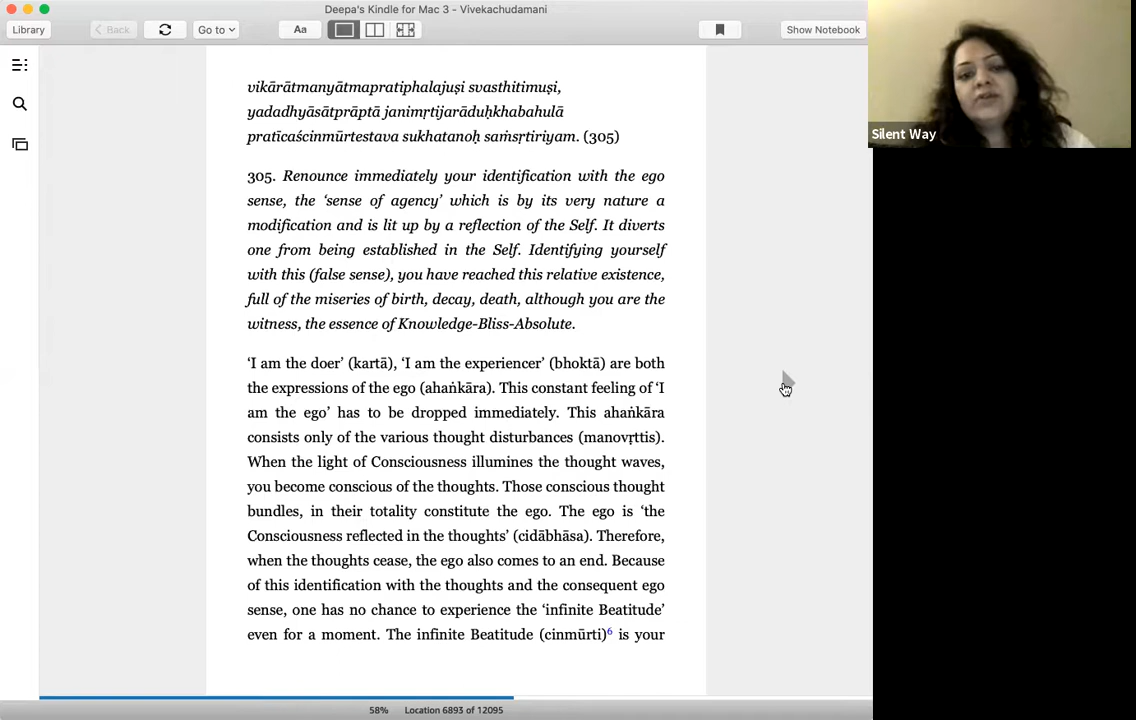 Deepa's Kindle for Mac 3 - Vivekachudamani
Library
Back
Go to
Aa
Show Notebook
vikārātmanyātmapratiphalajuṣi svasthitimuṣi,
yadadhyāsātprāptā janimṛtijarāduḥkhabahulā
pratīcaścinmūrtestava sukhatanoḥ saṁsṛtiriyam. (305)
305. Renounce immediately your identification with the ego
sense, the ‘sense of agency’ which is by its very nature a
modification and is lit up by a reflection of the Self. It diverts
one from being established in the Self. Identifying yourself
with this (false sense), you have reached this relative existence,
full of the miseries of birth, decay, death, although you are the
witness, the essence of Knowledge-Bliss-Absolute.
‘I am the doer’ (kartā), ‘I am the experiencer’ (bhoktā) are both
the expressions of the ego (ahaṅkāra). This constant feeling of ‘I
am the ego’ has to be dropped immediately. This ahaṅkāra
consists only of the various thought disturbances (manovṛttis).
When the light of Consciousness illumines the thought waves,
you become conscious of the thoughts. Those conscious thought
bundles, in their totality constitute the ego. The ego is ‘the
Consciousness reflected in the thoughts’ (cidābhāsa). Therefore,
when the thoughts cease, the ego also comes to an end. Because
of this identification with the thoughts and the consequent ego
sense, one has no chance to experience the ‘infinite Beatitude’
even for a moment. The infinite Beatitude (cinmūrti)6 is your
58% Location 6893 of 12095
Silent Way